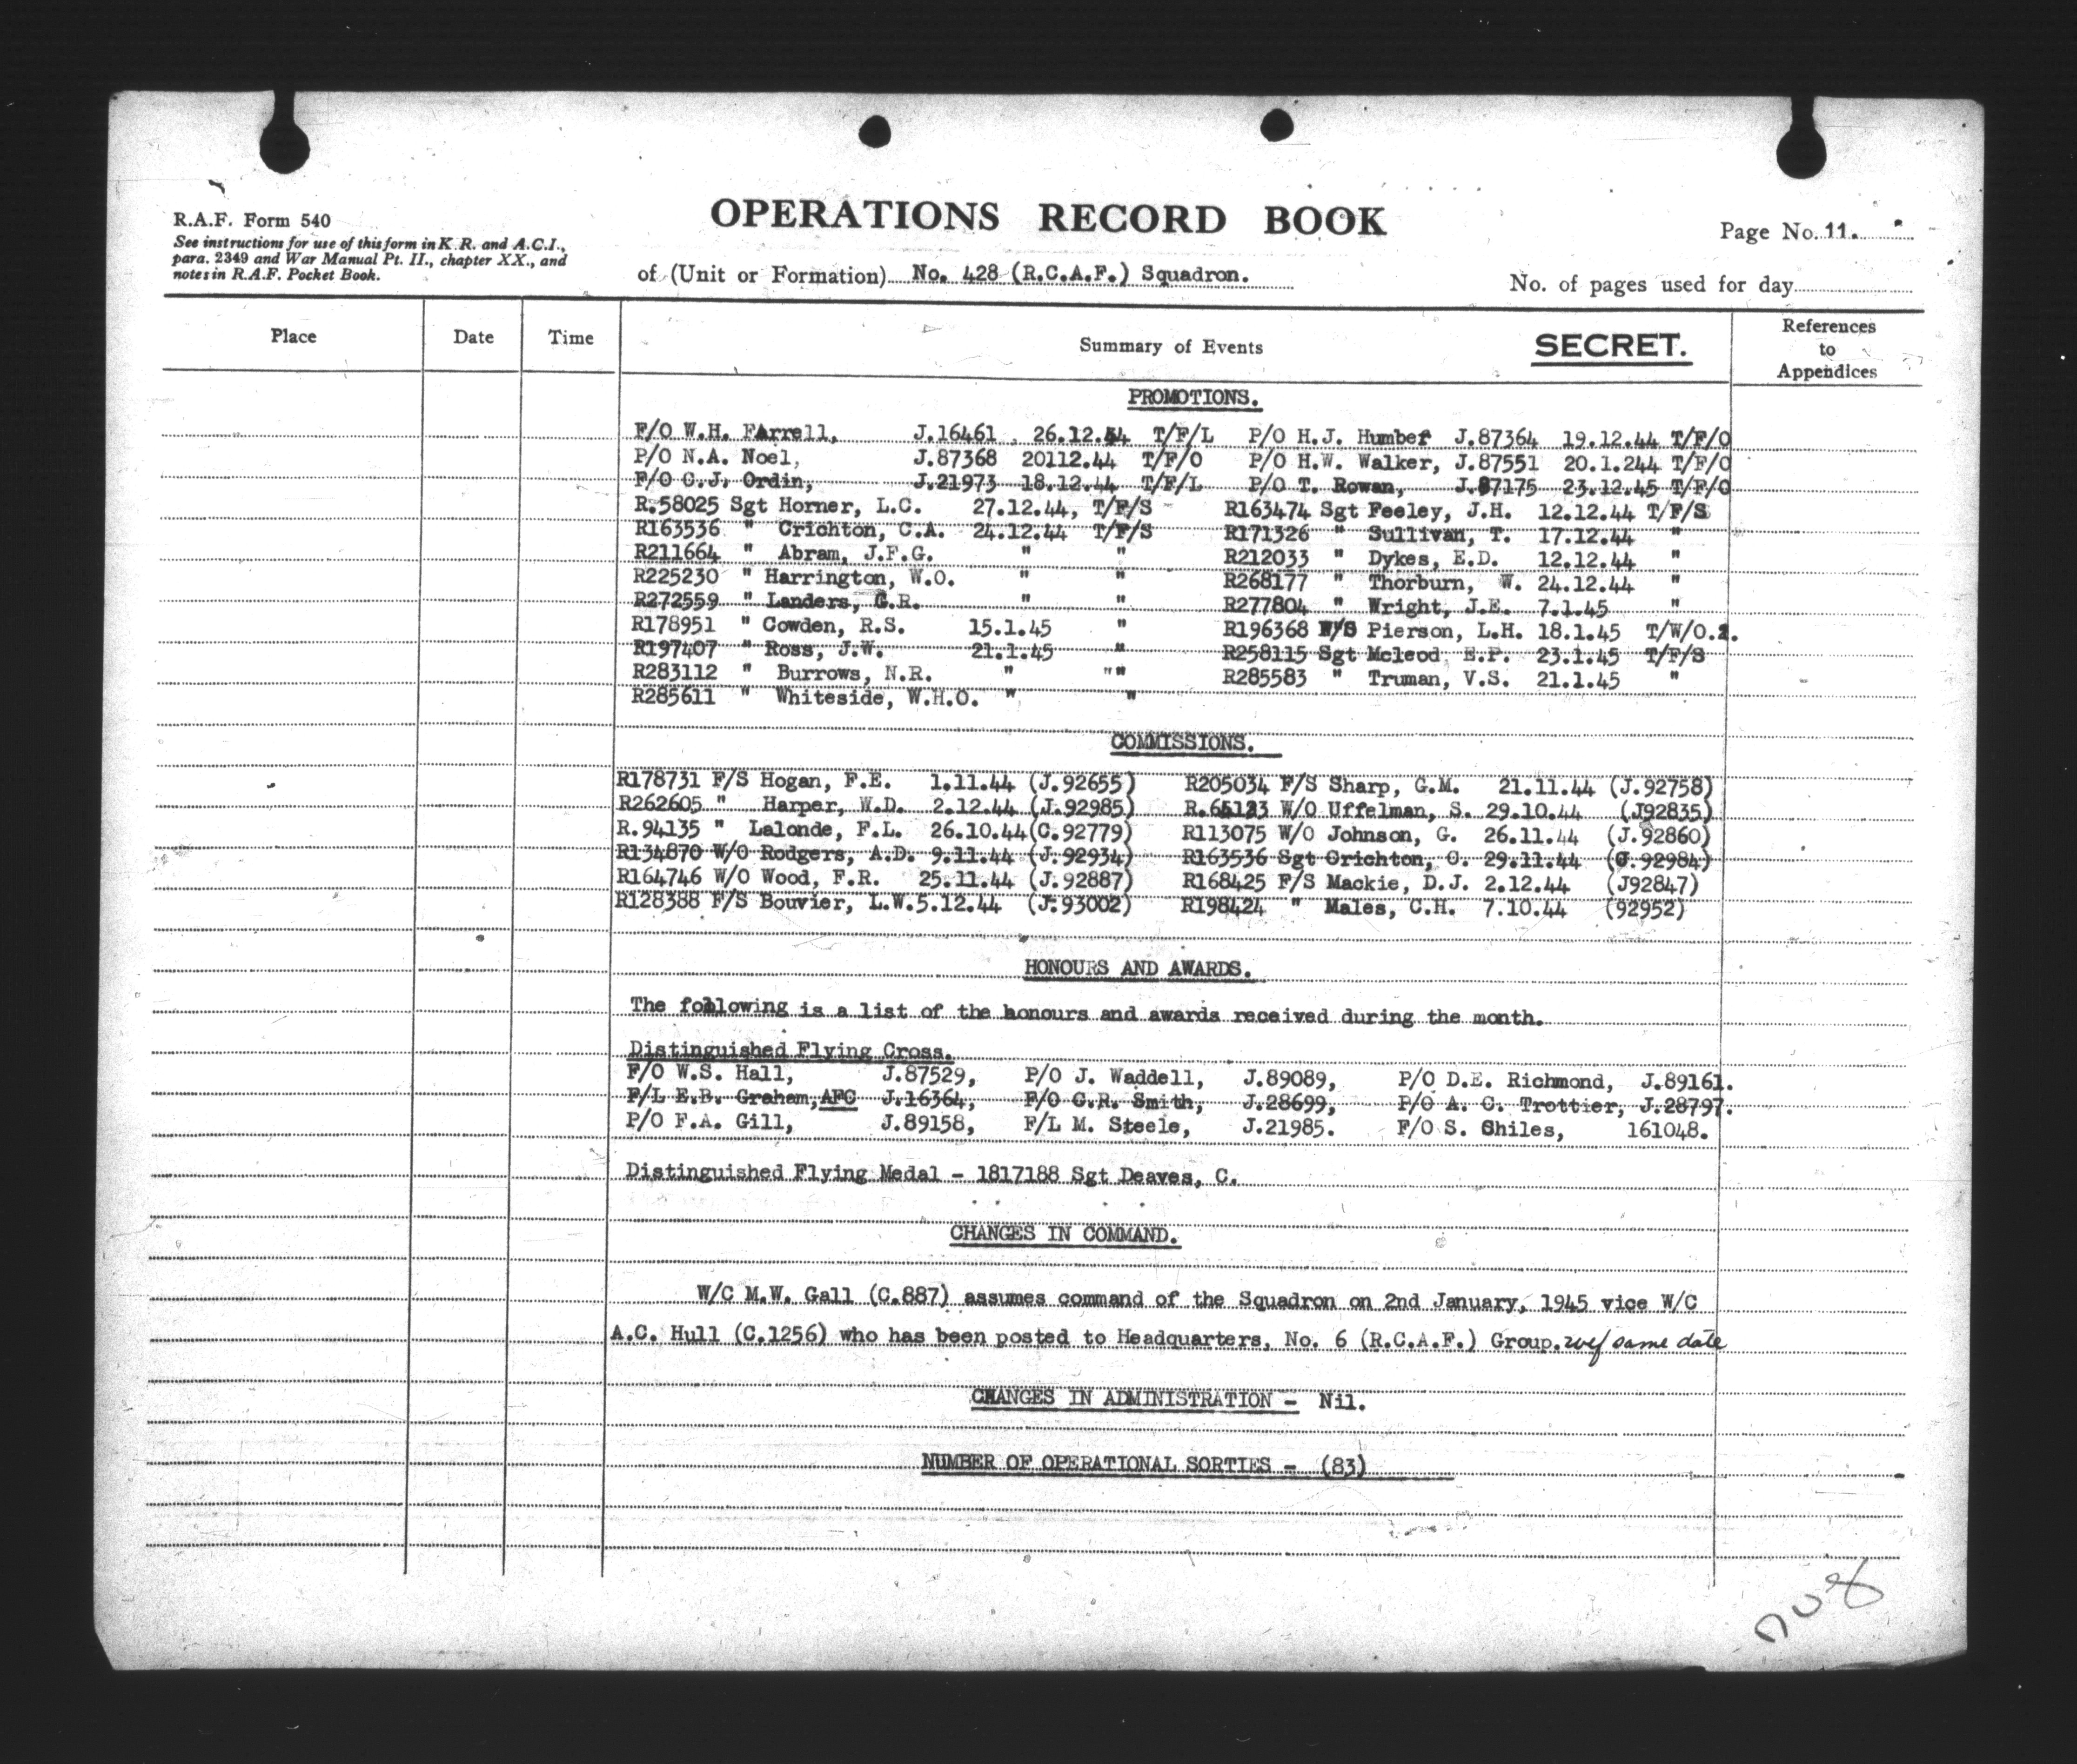 OPERATIONS RECORD BOOK
R.A.F. Form 540
See instructions for use of this form in K.R. and A.C.I.,
para. 2349 and War Manual Pt. II., chapter XX., and
notes in R.A.F. Pocket Book.
Page No. 11.
of (Unit or Formation) No. 428 (R.C.A.F.) Squadron.
No. of pages used for day
Place Date Time Summary of Events SECRET. References to Appendices
PROMOTIONS.
F/O W.H. FArrell, J.16461 , 26.12.44 T/F/L P/O H.J. Humber J.87364 19.12.44 T/F/O
P/O N.A. Noel, J.87368 20112.44 T/F/O P/O H.W. Walker, J.87551 20.1.244 T/F/O
F/O C.J. Ordin, J.21973 18.12.44 T/F/L P/O T. Rowan, J.87175 23.12.45 T/F/O
R.58025 Sgt Horner, L.C. 27.12.44, T/F/S R163474 Sgt Feeley, J.H. 12.12.44 T/F/S
R163536 " Crichton, C.A. 24.12.44 T/F/S R171326 " Sullivan, T. 17.12.44 "
R211664 " Abram, J.F.G. " " R212033 " Dykes, E.D. 12.12.44 "
R225230 " Harrington, W.O. " " R268177 " Thorburn, W. 24.12.44 "
R272559 " Landers, G.R. " " R277804 " Wright, J.E. 7.1.45 "
R178951 " Cowden, R.S. 15.1.45 " R196368 F/S Pierson, L.H. 18.1.45 T/W/O.2.
R197407 " Ross, J.W. 21.1.45 " R258115 Sgt Mcleod E.P. 23.1.45 T/F/S
R283112 " Burrows, N.R. " "" R285583 " Truman, V.S. 21.1.45 "
R285611 " Whiteside, W.H.O. " "
COMMISSIONS.
R178731 F/S Hogan, F.E. 1.11.44 (J.92655) R205034 F/S Sharp, G.M. 21.11.44 (J.92758)
R262605 " Harper, W.D. 2.12.44 (J.92985) W/O Uffelman, S. 29.10.44 (J92835)
R.94135 " Lalonde, F.L. 26.10.44(C.92779) R113075 W/O Johnson, G. 26.11.44 (J.92860)
R134870 W/O Rodgers, A.D. 9.11.44 (J.92934) R163536 Sgt Crichton, C. 29.11.44 (J.92984)
R164746 W/O Wood, F.R. 25.11.44 (J.92887) R168425 F/S Mackie, D.J. 2.12.44 (J92847)
R128388 F/S Bouvier, L.W.5.12.44 (J.93002) R198424 " Males, C.H. 7.10.44 (92952)
HONOURS AND AWARDS.
The following is a list of the honours and awards received during the month.
Distinguished Flying Cross.
F/O W.S. Hall, J.87529, P/O J. Waddell, J.89089, P/O D.E. Richmond, J.89161.
F/L E.B. Graham, AFC J.16364, F/O C.R. Smith, J.28699, P/O A. C. Trottier, J.28797.
P/O F.A. Gill, J.89158, F/L M. Steele, J.21985. F/O S. Shiles, 161048.
Distinguished Flying Medal - 1817188 Sgt Deaves, C.
CHANGES IN COMMAND.
W/C M.W. Gall (C.887) assumes command of the Squadron on 2nd January, 1945 vice W/C
A.C. Hull (C.1256) who has been posted to Headquarters, No. 6 (R.C.A.F.) Group. wef same date
CHANGES IN ADMINISTRATION - Nil.
NUMBER OF OPERATIONAL SORTIES - (83)